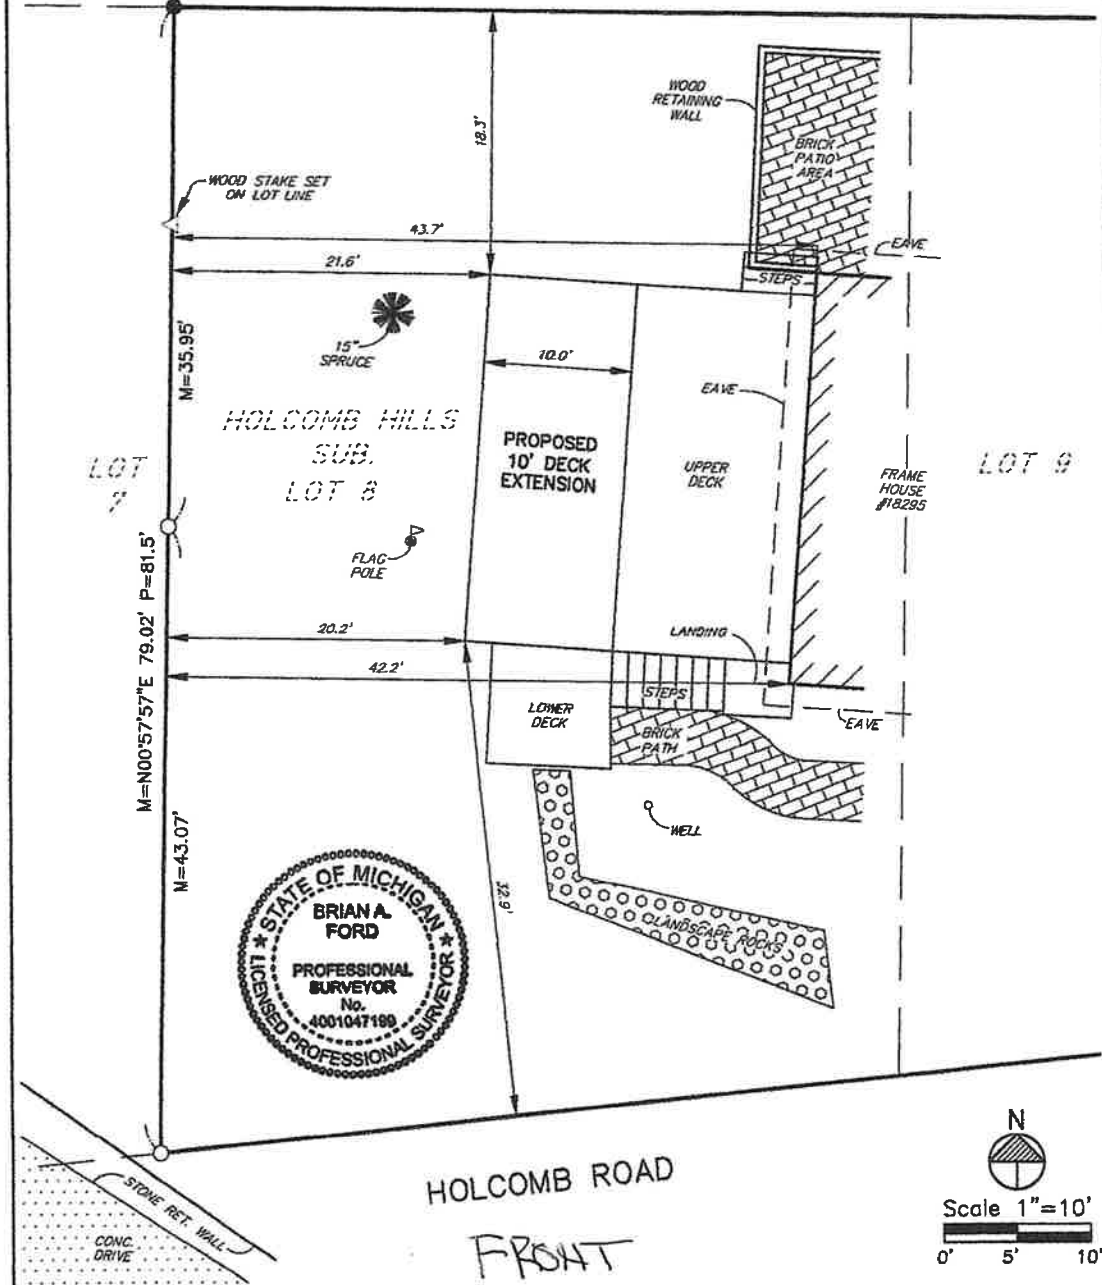 WOOD
RETAINING
WALL
18.3'
BRICK
PATIO
AREA
WOOD STAKE SET
ON LOT LINE
43.7'
EAVE
21.6'
STEPS
15"
SPRUCE
M=35.95'
10.0'
EAVE
HOLCOMB HILLS
SUB.
LOT 8
PROPOSED
10' DECK
EXTENSION
UPPER
DECK
FRAME
HOUSE
#18295
LOT 9
LOT
7
FLAG
POLE
M=N00°57'57"E 79.02' P=81.5'
20.2'
LANDING
42.2'
STEPS
LOWER
DECK
EAVE
BRICK
PATH
WELL
M=43.07'
32.9'
LANDSCAPE ROCKS
STATE OF MICHIGAN
BRIAN A.
FORD
PROFESSIONAL
SURVEYOR
No.
4001047199
LICENSED PROFESSIONAL SURVEYOR
STONE RET. WALL
CONC.
DRIVE
HOLCOMB ROAD
FRONT
N
Scale 1"=10'
0' 5' 10'